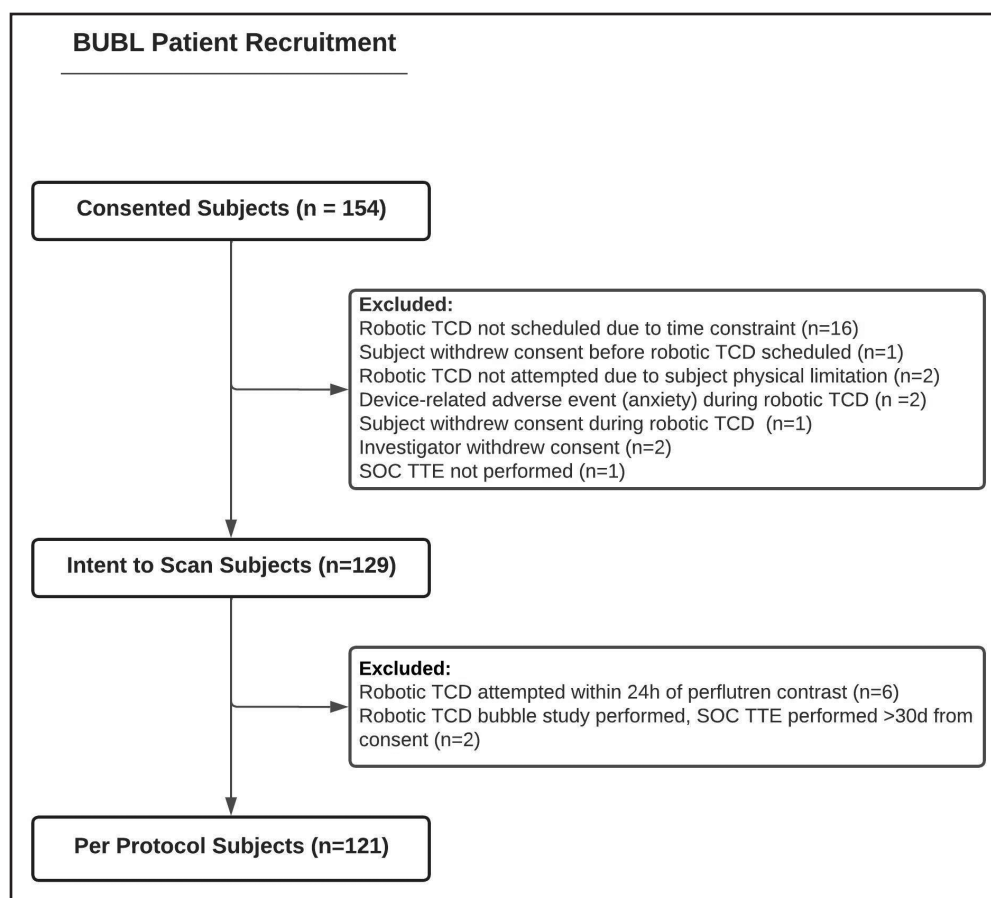 BUBL Patient Recruitment
Consented Subjects (n = 154)
Excluded:
Robotic TCD not scheduled due to time constraint (n=16)
Subject withdrew consent before robotic TCD scheduled (n=1)
Robotic TCD not attempted due to subject physical limitation (n=2)
Device-related adverse event (anxiety) during robotic TCD (n =2)
Subject withdrew consent during robotic TCD (n=1)
Investigator withdrew consent (n=2)
SOC TTE not performed (n=1)
Intent to Scan Subjects (n=129)
Excluded:
Robotic TCD attempted within 24h of perflutren contrast (n=6)
Robotic TCD bubble study performed, SOC TTE performed >30d from
consent (n=2)
Per Protocol Subjects (n=121)